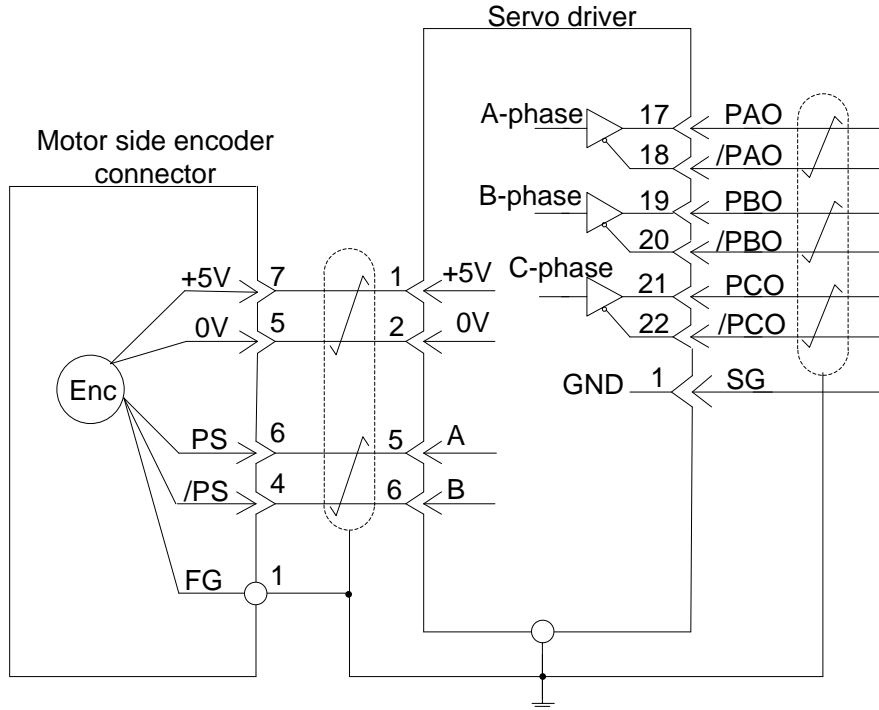 Servo driver
A-phase 17 PAO
18 /PAO
Motor side encoder
connector
B-phase 19 PBO
20 /PBO
C-phase 21 PCO
22 /PCO
+5V 7 1 +5V
0V 5 2 0V
GND 1 SG
Enc
PS 6 5 A
/PS 4 6 B
FG 1